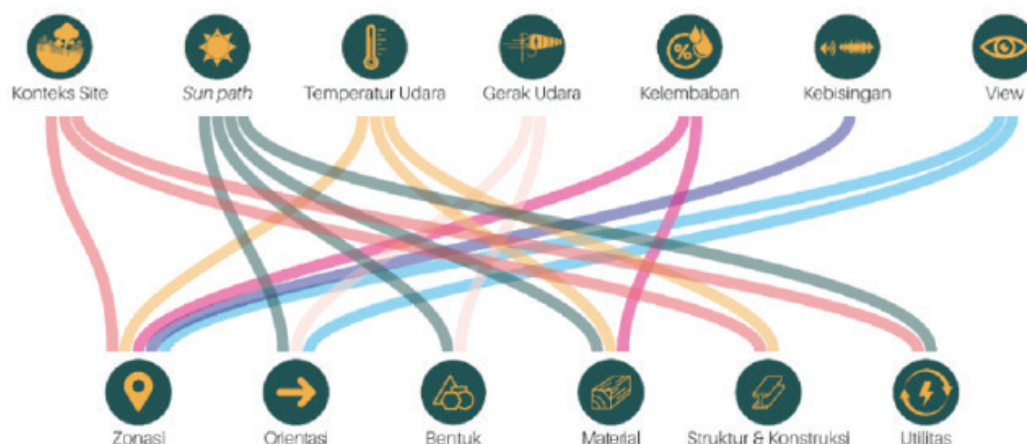 %
Konteks Site
Sun path
Temperatur Udara
Gerak Udara
Kelembaban
Kebisingan
View
Zonasi
Orientasi
Bentuk
Material
Struktur & Konstruksi
Utilitas